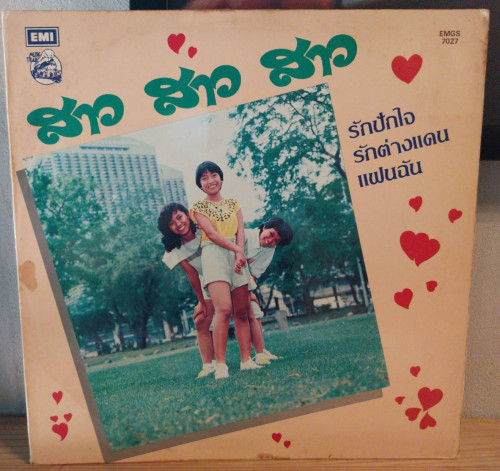 EMI
EMGS
7027
สาว สาว สาว
รักปักใจ
รักต่างแดน
แฟนฉัน